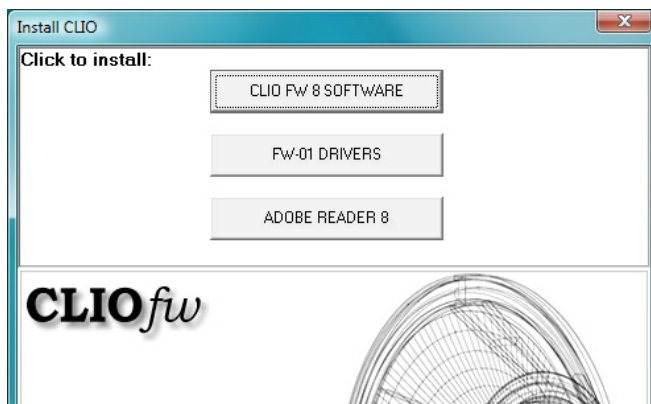 Install CLIO
Click to install:
CLIO FW 8 SOFTWARE
FW-01 DRIVERS
ADOBE READER 8
CLIOfw